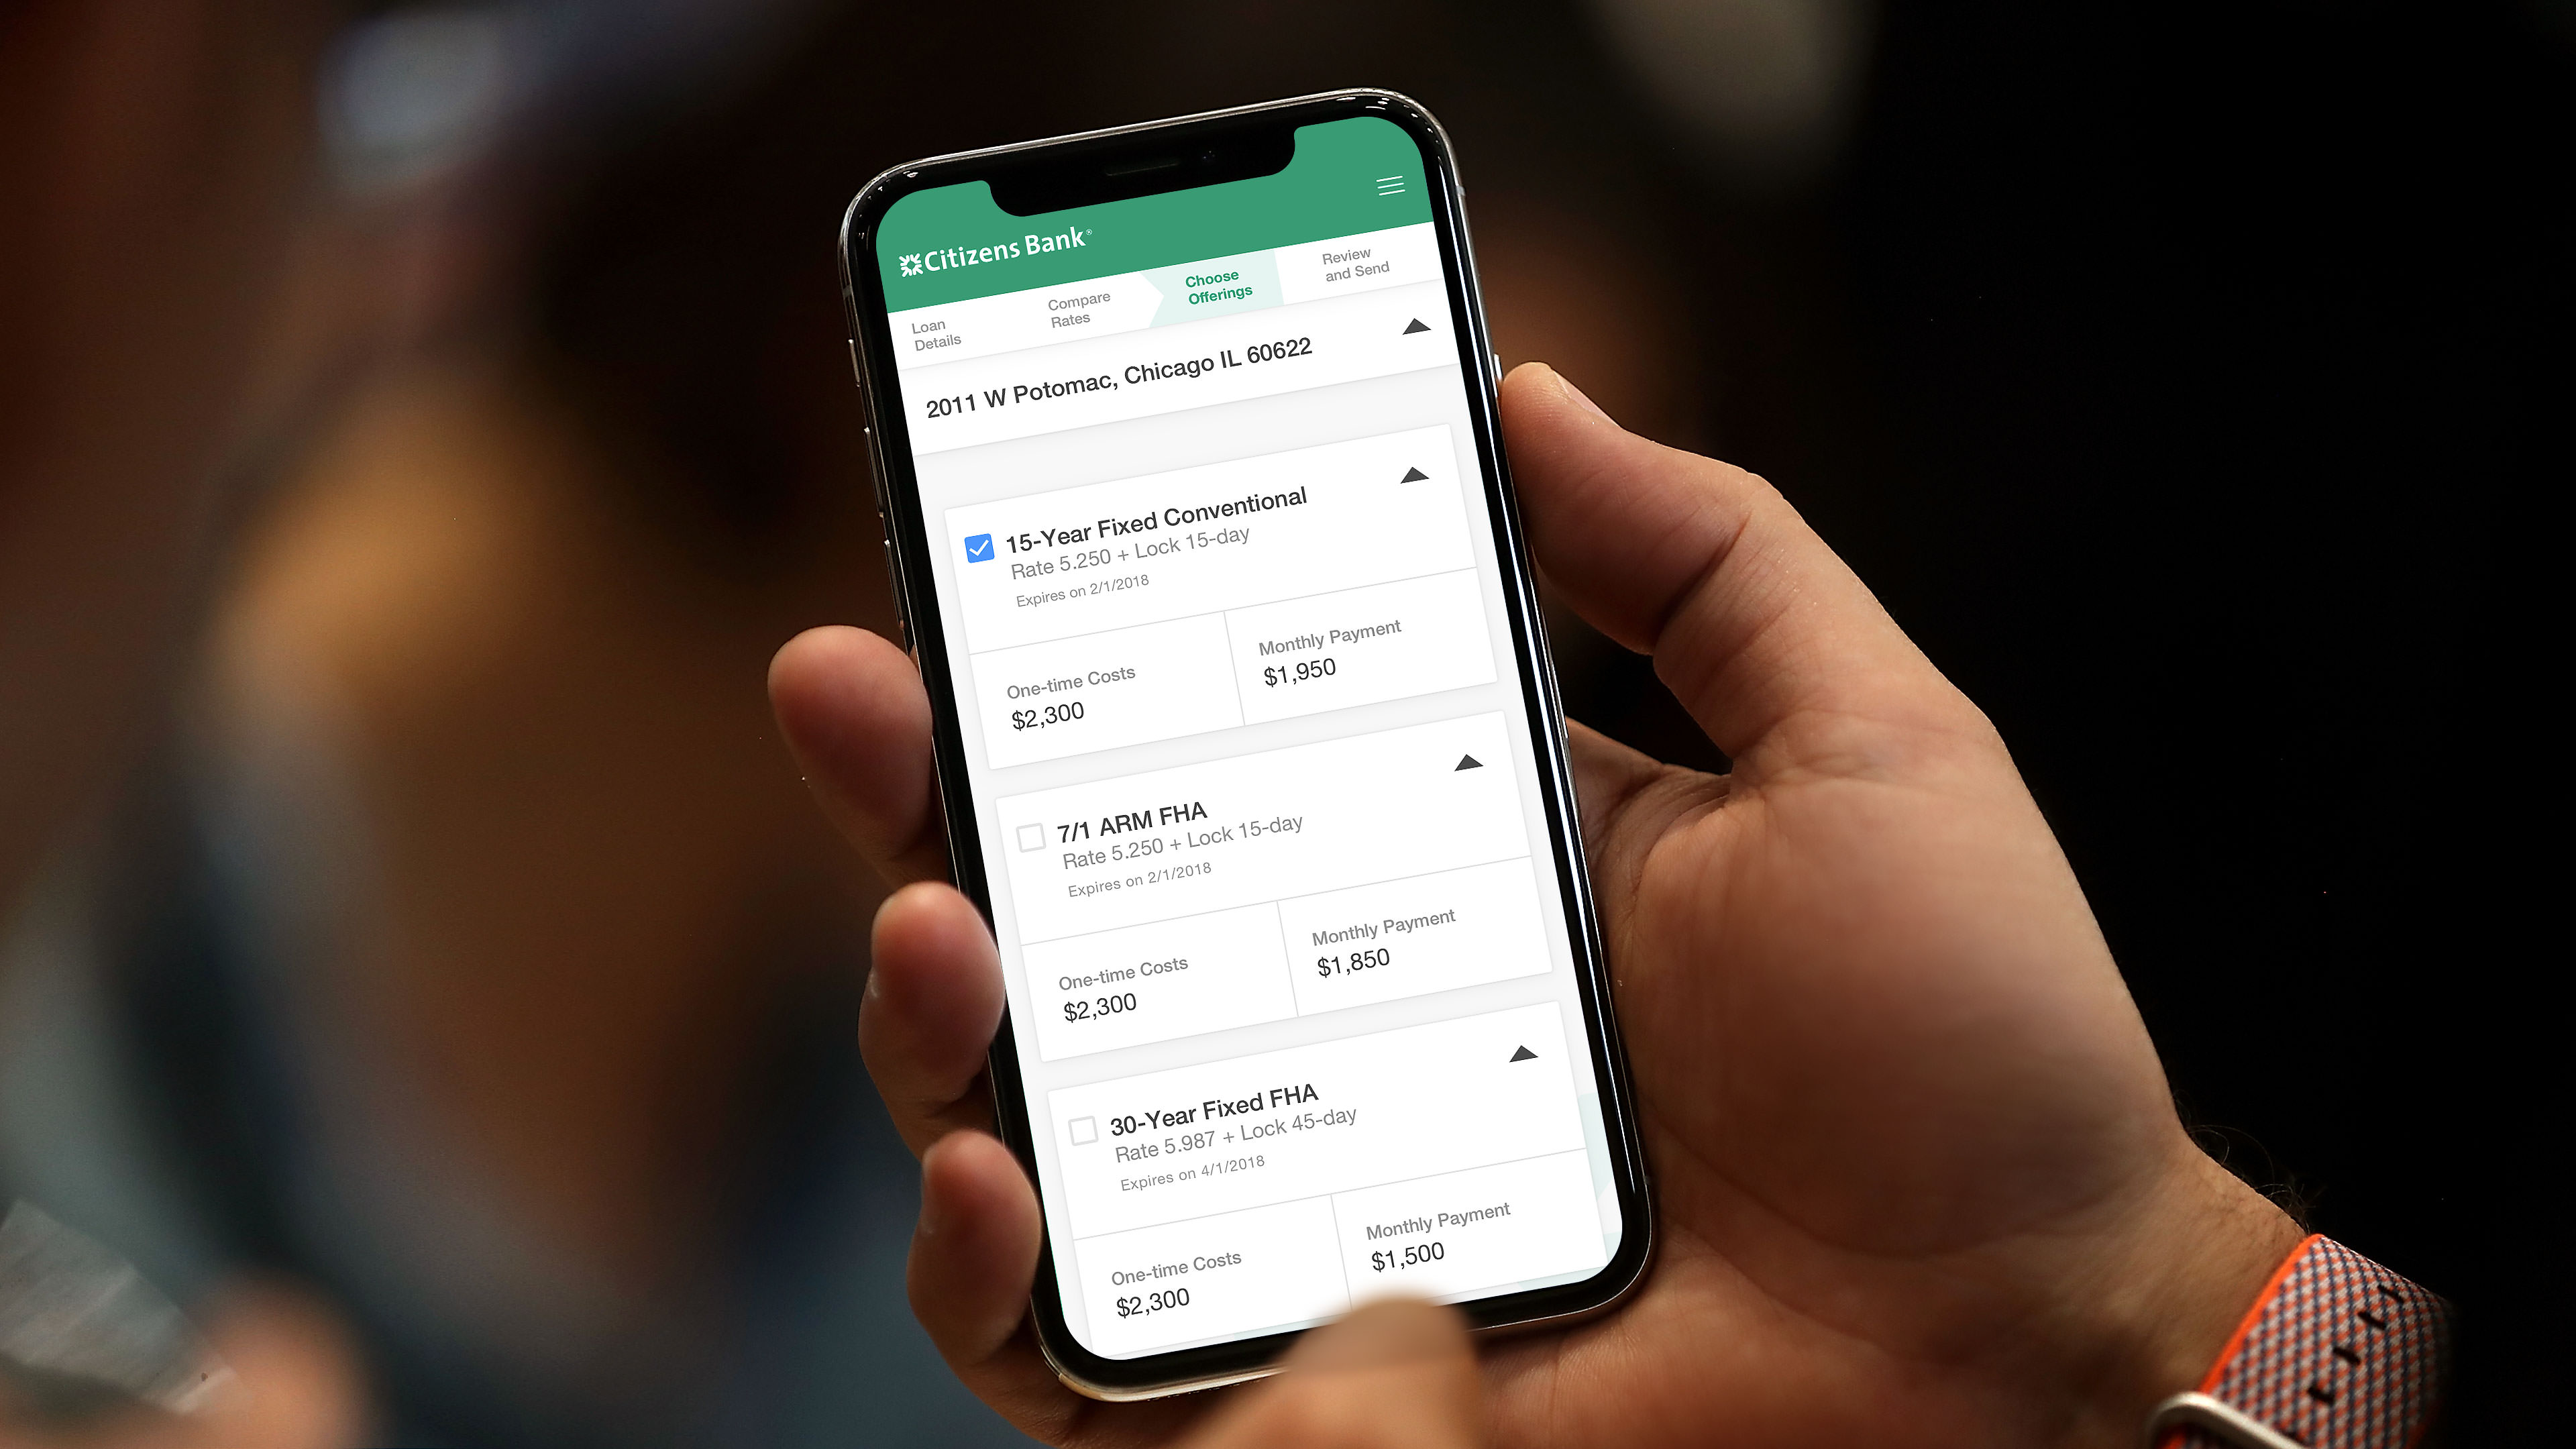 Citizens Bank®
Loan
Details
Compare
Rates
Choose
Offerings
Review
and Send
2011 W Potomac, Chicago IL 60622
15-Year Fixed Conventional
Rate 5.250 + Lock 15-day
Expires on 2/1/2018
One-time Costs
$2,300
Monthly Payment
$1,950
7/1 ARM FHA
Rate 5.250 + Lock 15-day
Expires on 2/1/2018
One-time Costs
$2,300
Monthly Payment
$1,850
30-Year Fixed FHA
Rate 5.987 + Lock 45-day
Expires on 4/1/2018
One-time Costs
$2,300
Monthly Payment
$1,500